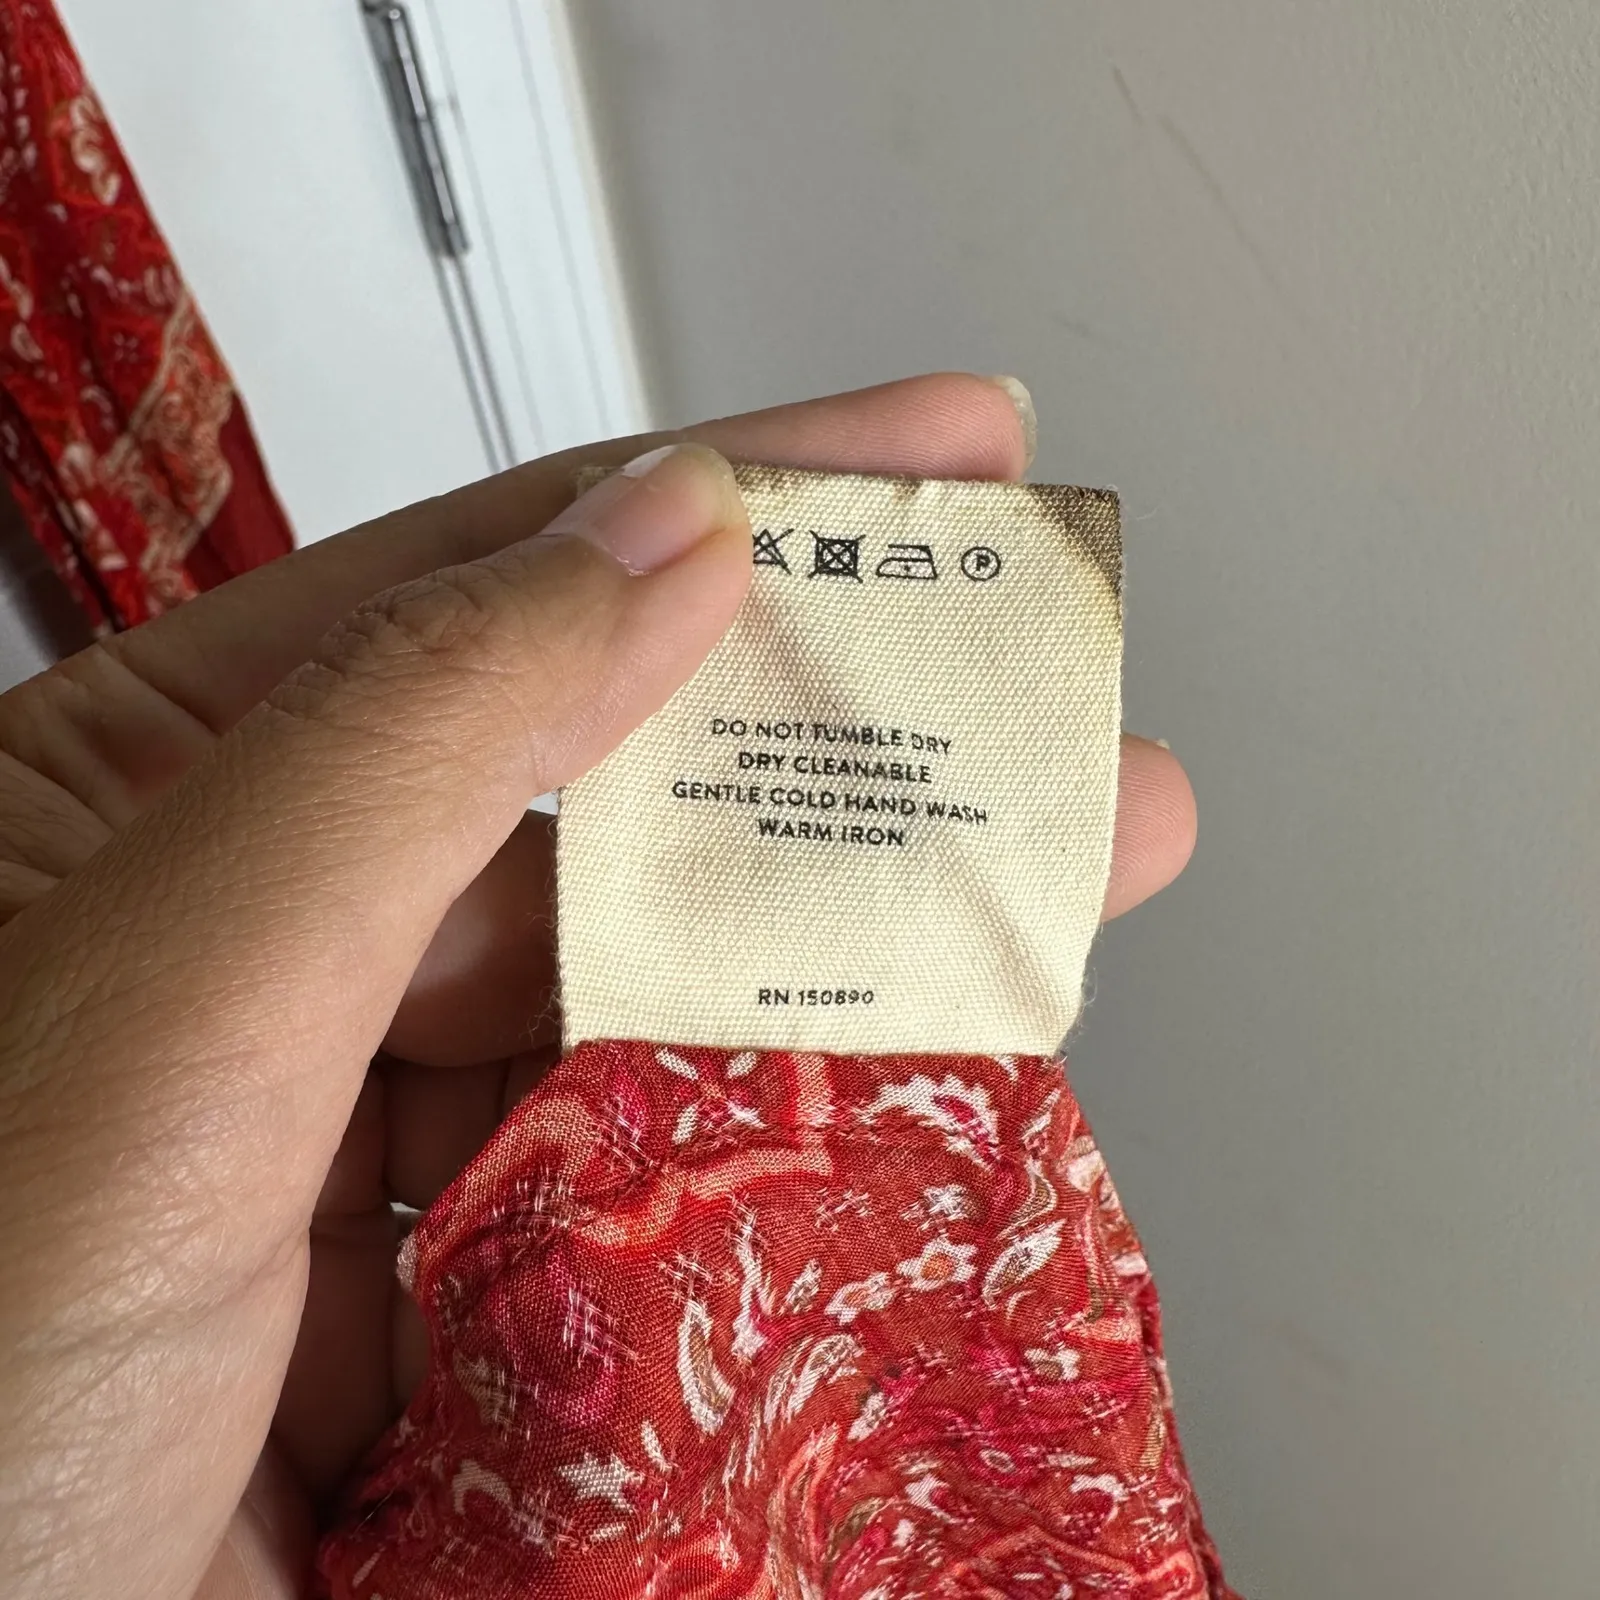 P
DO NOT TUMBLE DRY
DRY CLEANABLE
GENTLE COLD HAND WASH
WARM IRON
RN 150890